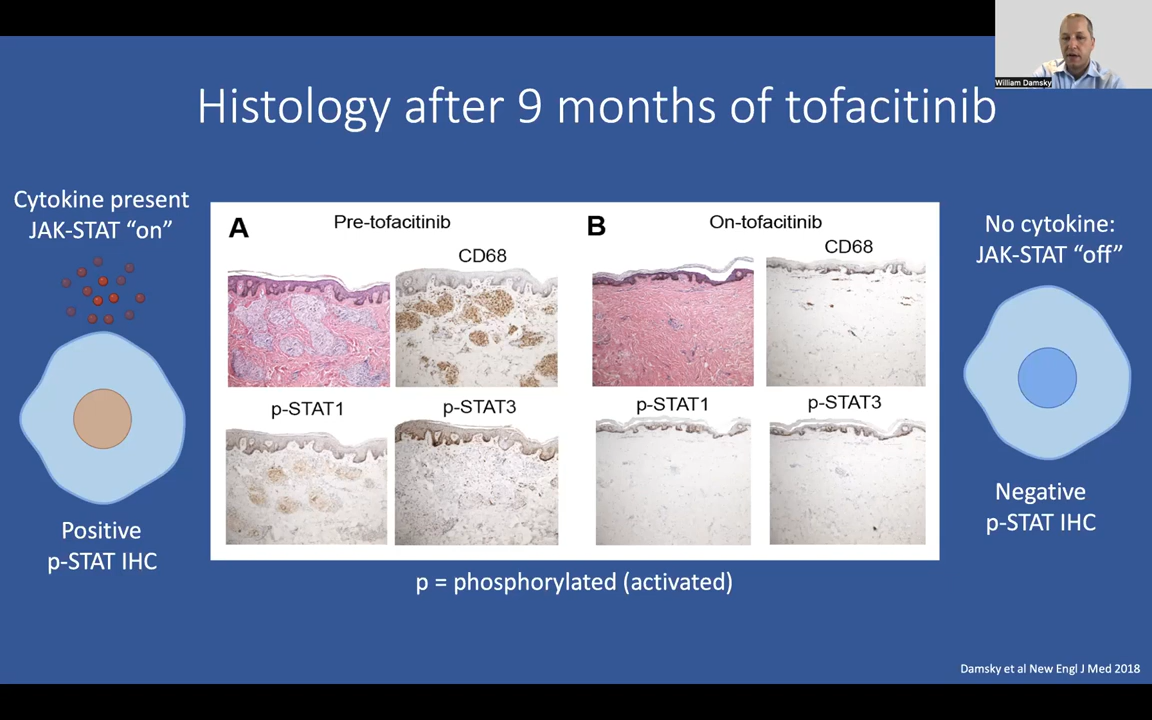 William Damsky
Histology after 9 months of tofacitinib
Cytokine present
JAK-STAT “on”
Positive
p-STAT IHC
A
Pre-tofacitinib
CD68
p-STAT1
p-STAT3
B
On-tofacitinib
CD68
p-STAT1
p-STAT3
No cytokine:
JAK-STAT “off”
Negative
p-STAT IHC
p = phosphorylated (activated)
Damsky et al New Engl J Med 2018